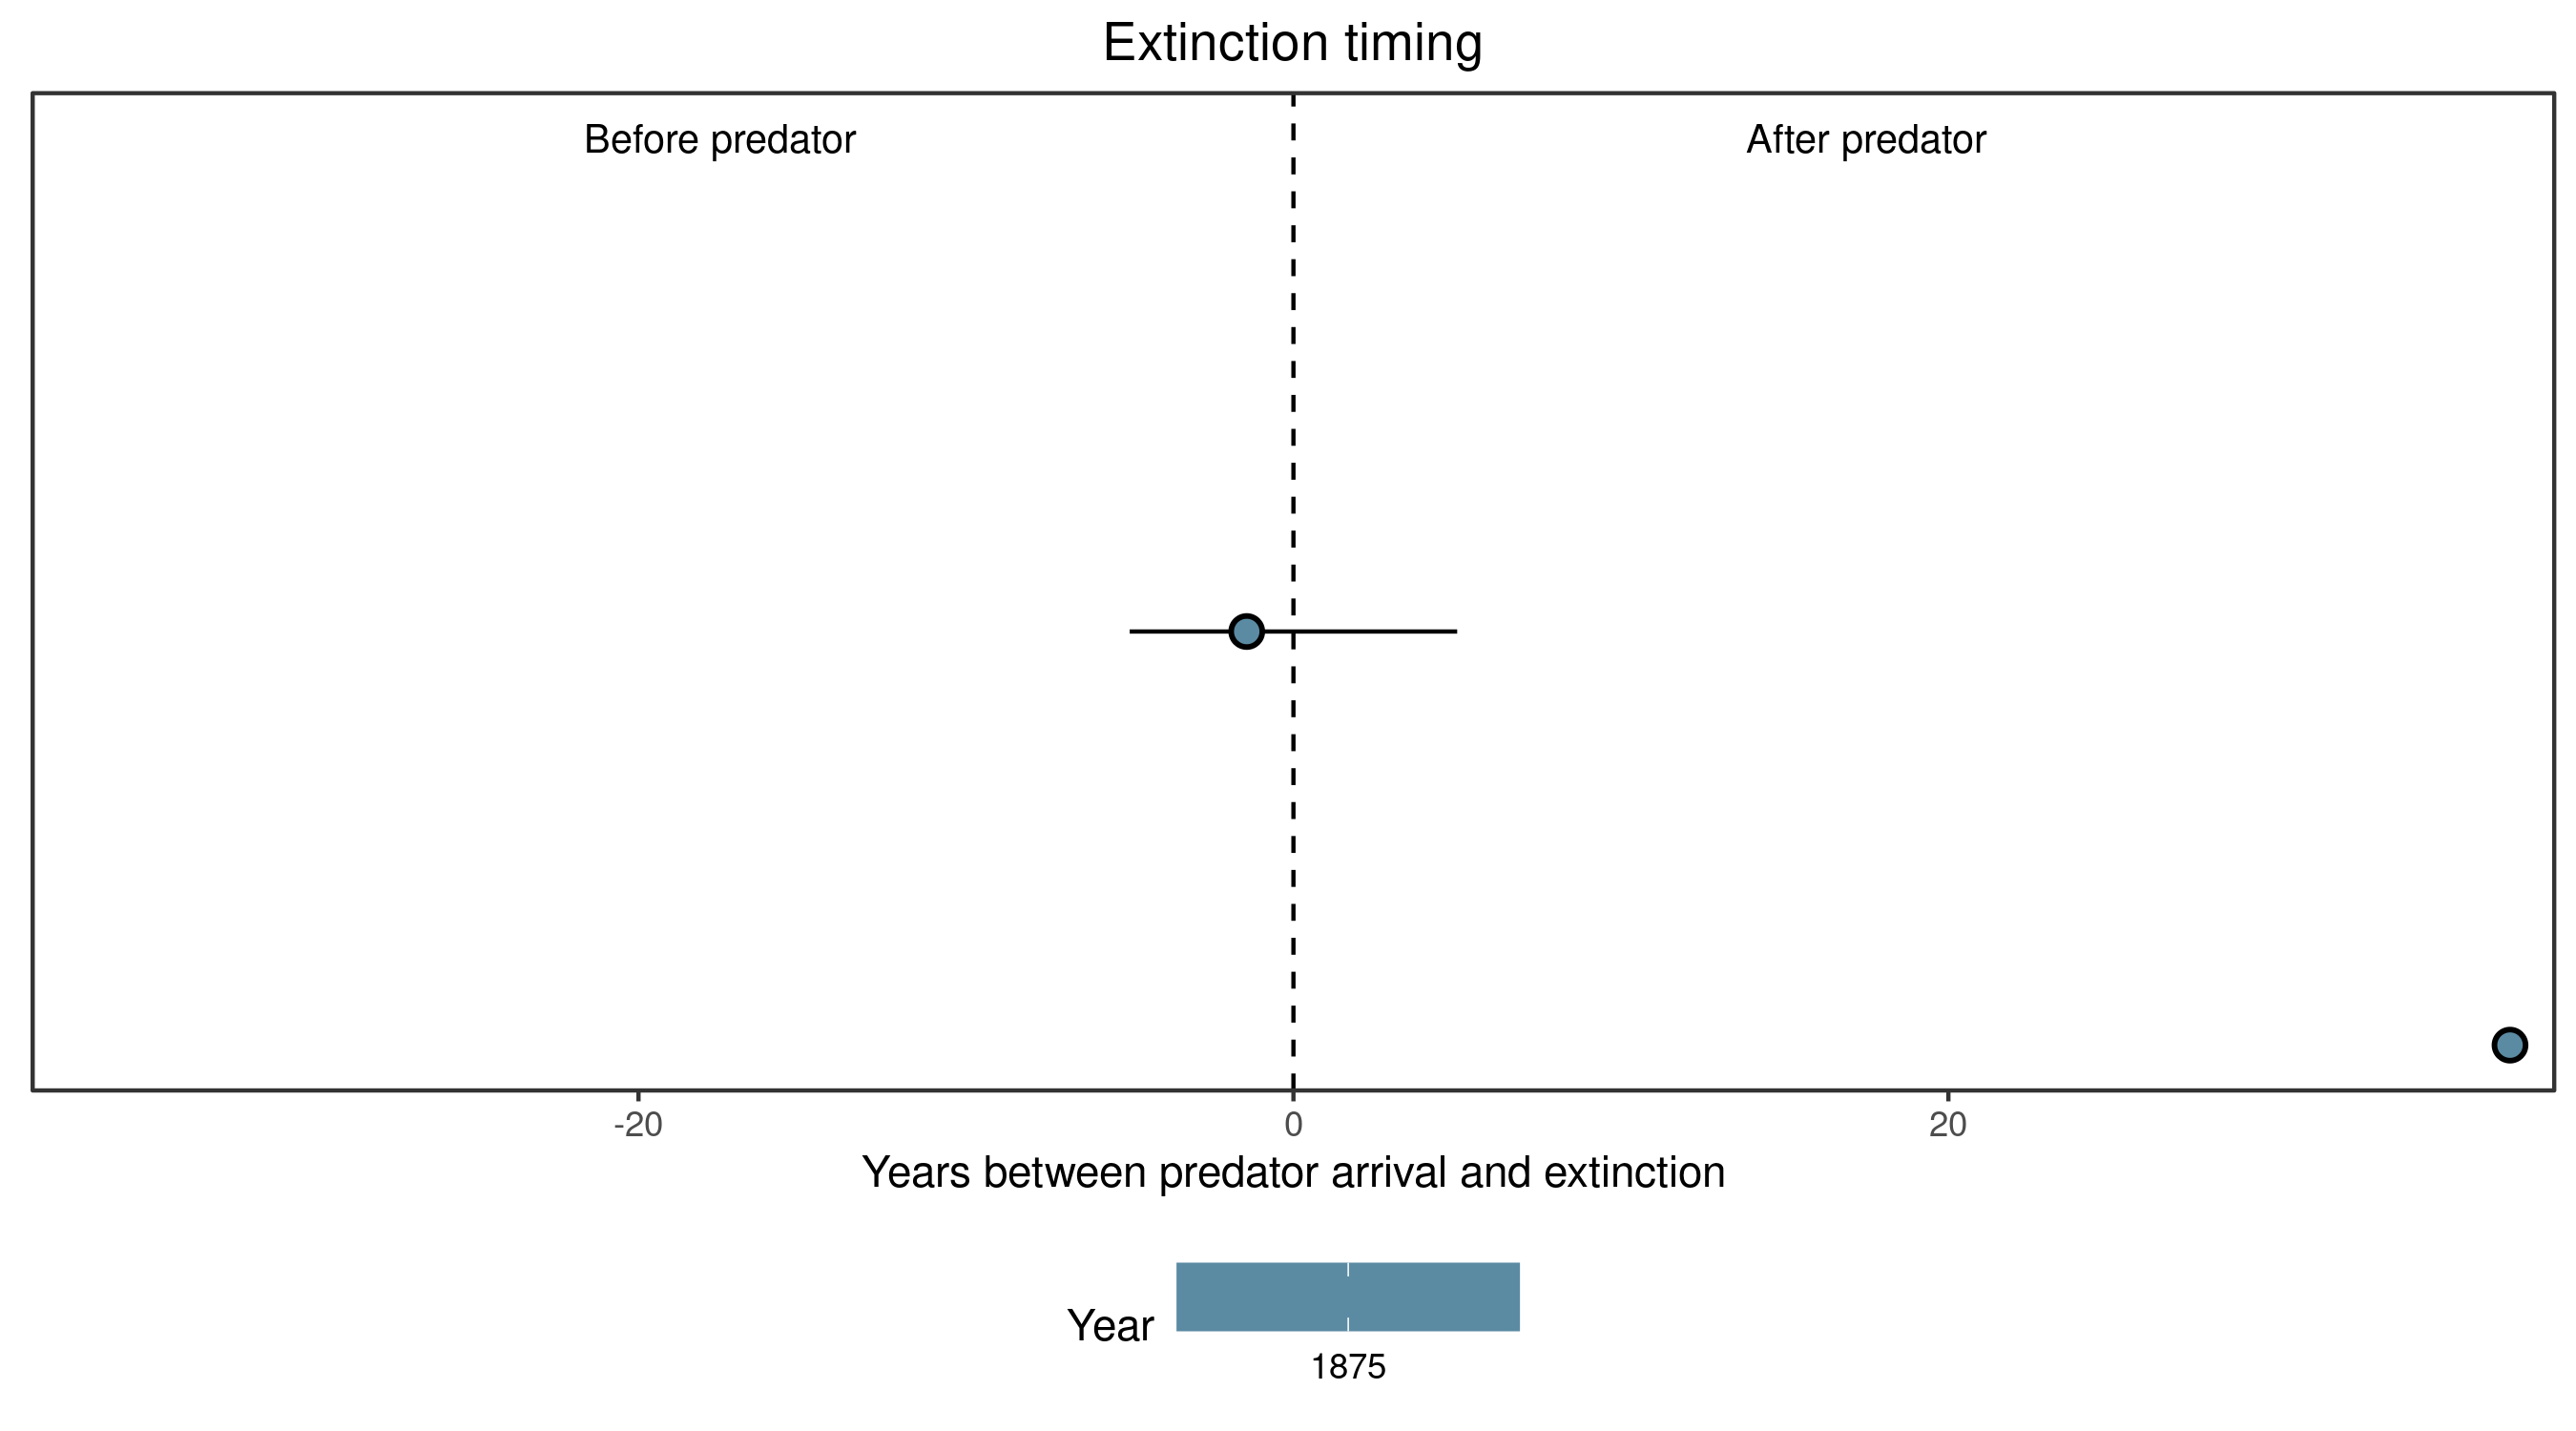 Extinction timing
Before predator
After predator
-20
0
20
Years between predator arrival and extinction
Year
1875